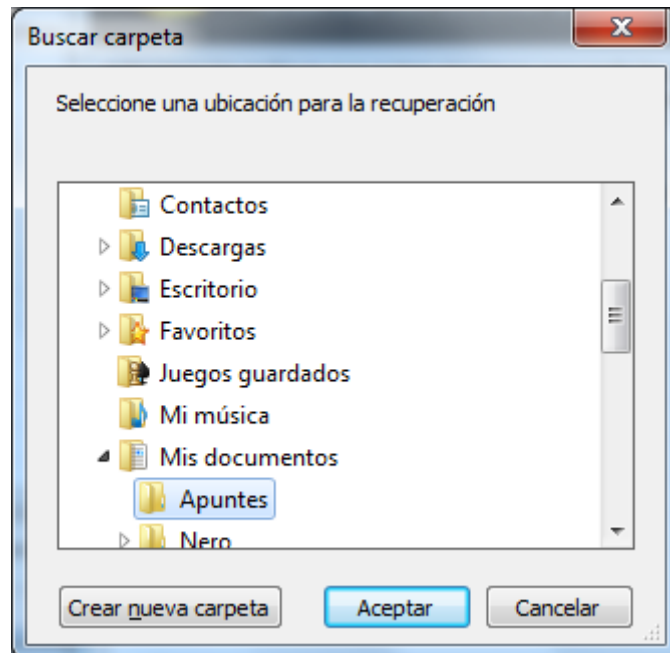 Buscar carpeta
Seleccione una ubicación para la recuperación
Contactos
Descargas
Escritorio
Favoritos
Juegos guardados
Mi música
Mis documentos
Apuntes
Nero
Crear nueva carpeta
Aceptar
Cancelar